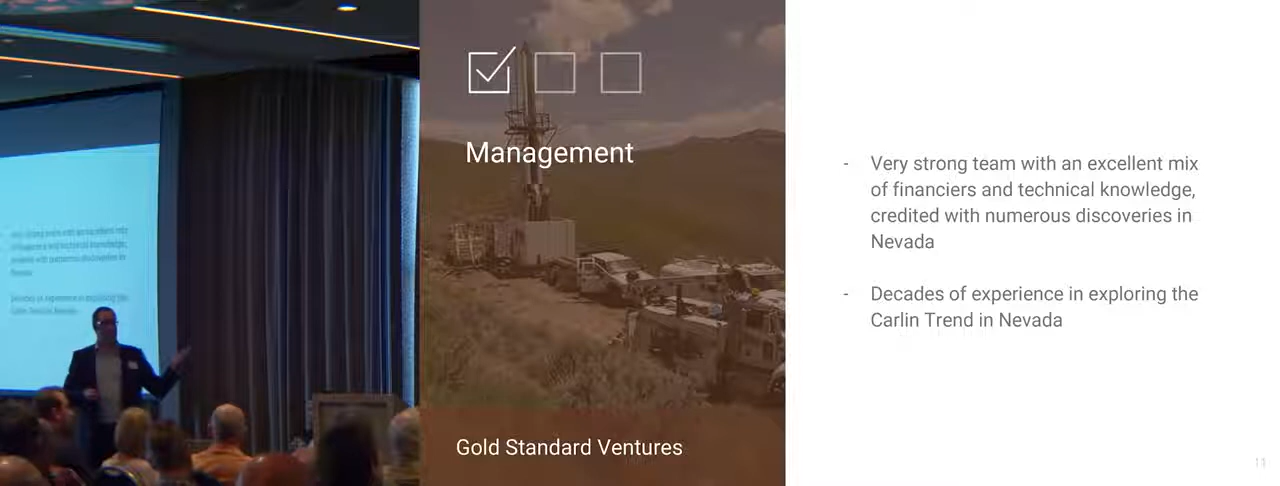 Management
Gold Standard Ventures
- Very strong team with an excellent mix
of financiers and technical knowledge,
credited with numerous discoveries in
Nevada
- Decades of experience in exploring the
Carlin Trend in Nevada
11